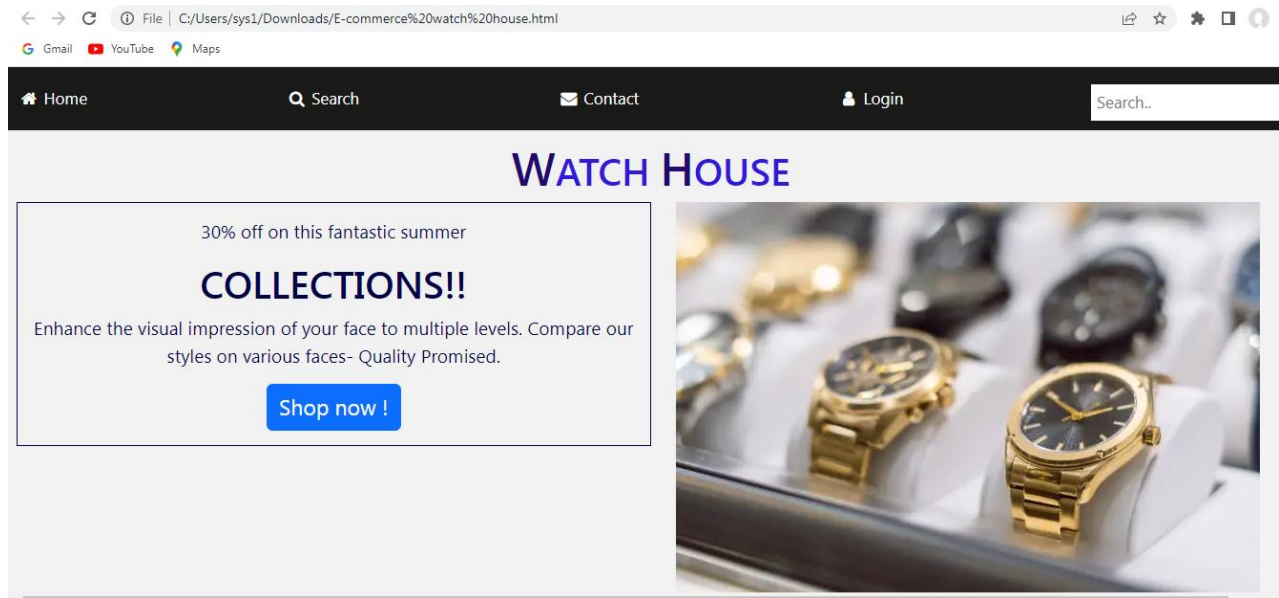 File | C:/Users/sys1/Downloads/E-commerce%20watch%20house.html
Gmail YouTube Maps
Home Search Contact Login Search..
WATCH HOUSE
30% off on this fantastic summer
COLLECTIONS!!
Enhance the visual impression of your face to multiple levels. Compare our
styles on various faces- Quality Promised.
Shop now !